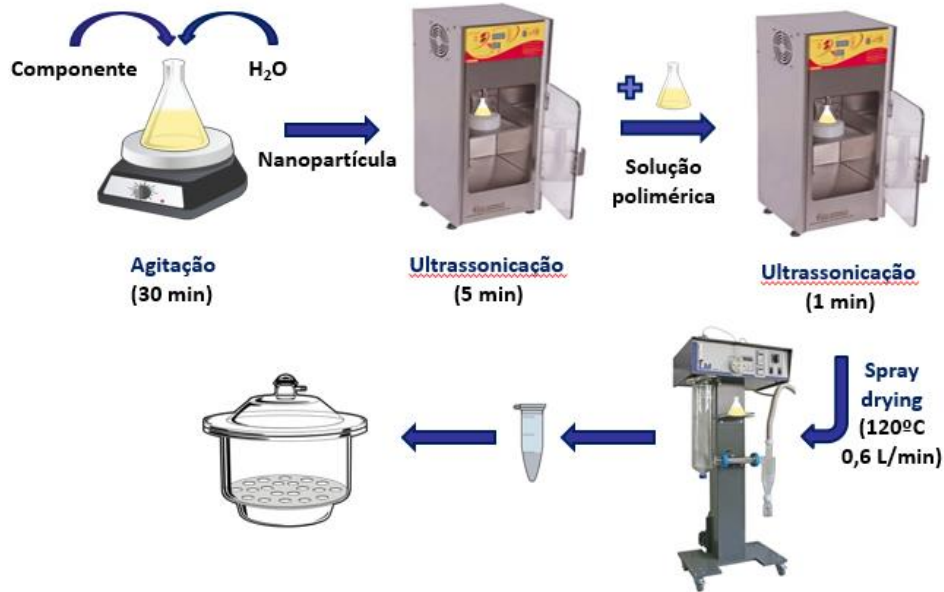 Componente
H₂O
Nanopartícula
Solução
polimérica
Agitação
(30 min)
Ultrassonicação
(5 min)
Ultrassonicação
(1 min)
Spray
drying
(120ºC
0,6 L/min)